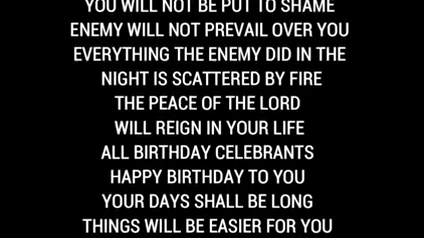 YOU WILL NOT BE PUT TO SHAME
ENEMY WILL NOT PREVAIL OVER YOU
EVERYTHING THE ENEMY DID IN THE
NIGHT IS SCATTERED BY FIRE
THE PEACE OF THE LORD
WILL REIGN IN YOUR LIFE
ALL BIRTHDAY CELEBRANTS
HAPPY BIRTHDAY TO YOU
YOUR DAYS SHALL BE LONG
THINGS WILL BE EASIER FOR YOU